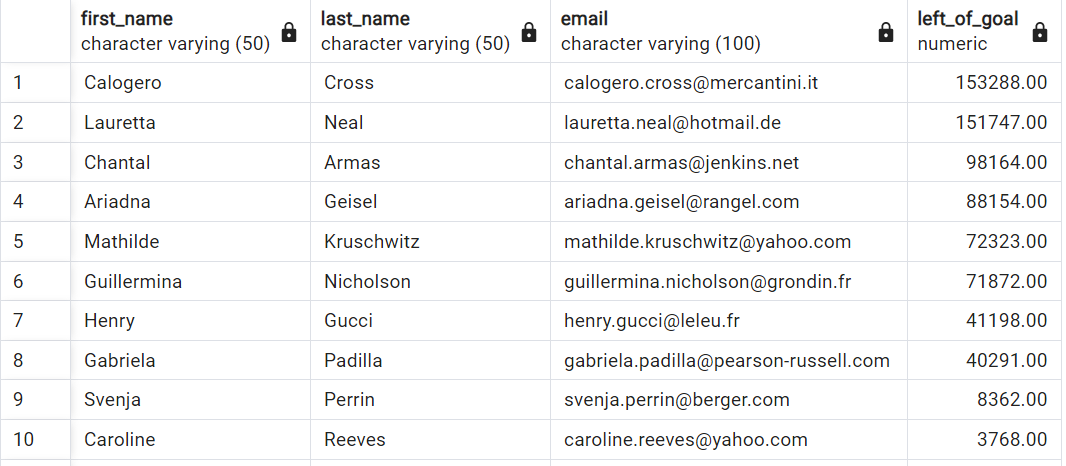 first_name last_name email left_of_goal
character varying (50) character varying (50) character varying (100) numeric
1 Calogero Cross calogero.cross@mercantini.it 153288.00
2 Lauretta Neal lauretta.neal@hotmail.de 151747.00
3 Chantal Armas chantal.armas@jenkins.net 98164.00
4 Ariadna Geisel ariadna.geisel@rangel.com 88154.00
5 Mathilde Kruschwitz mathilde.kruschwitz@yahoo.com 72323.00
6 Guillermina Nicholson guillermina.nicholson@grondin.fr 71872.00
7 Henry Gucci henry.gucci@leleu.fr 41198.00
8 Gabriela Padilla gabriela.padilla@pearson-russell.com 40291.00
9 Svenja Perrin svenja.perrin@berger.com 8362.00
10 Caroline Reeves caroline.reeves@yahoo.com 3768.00